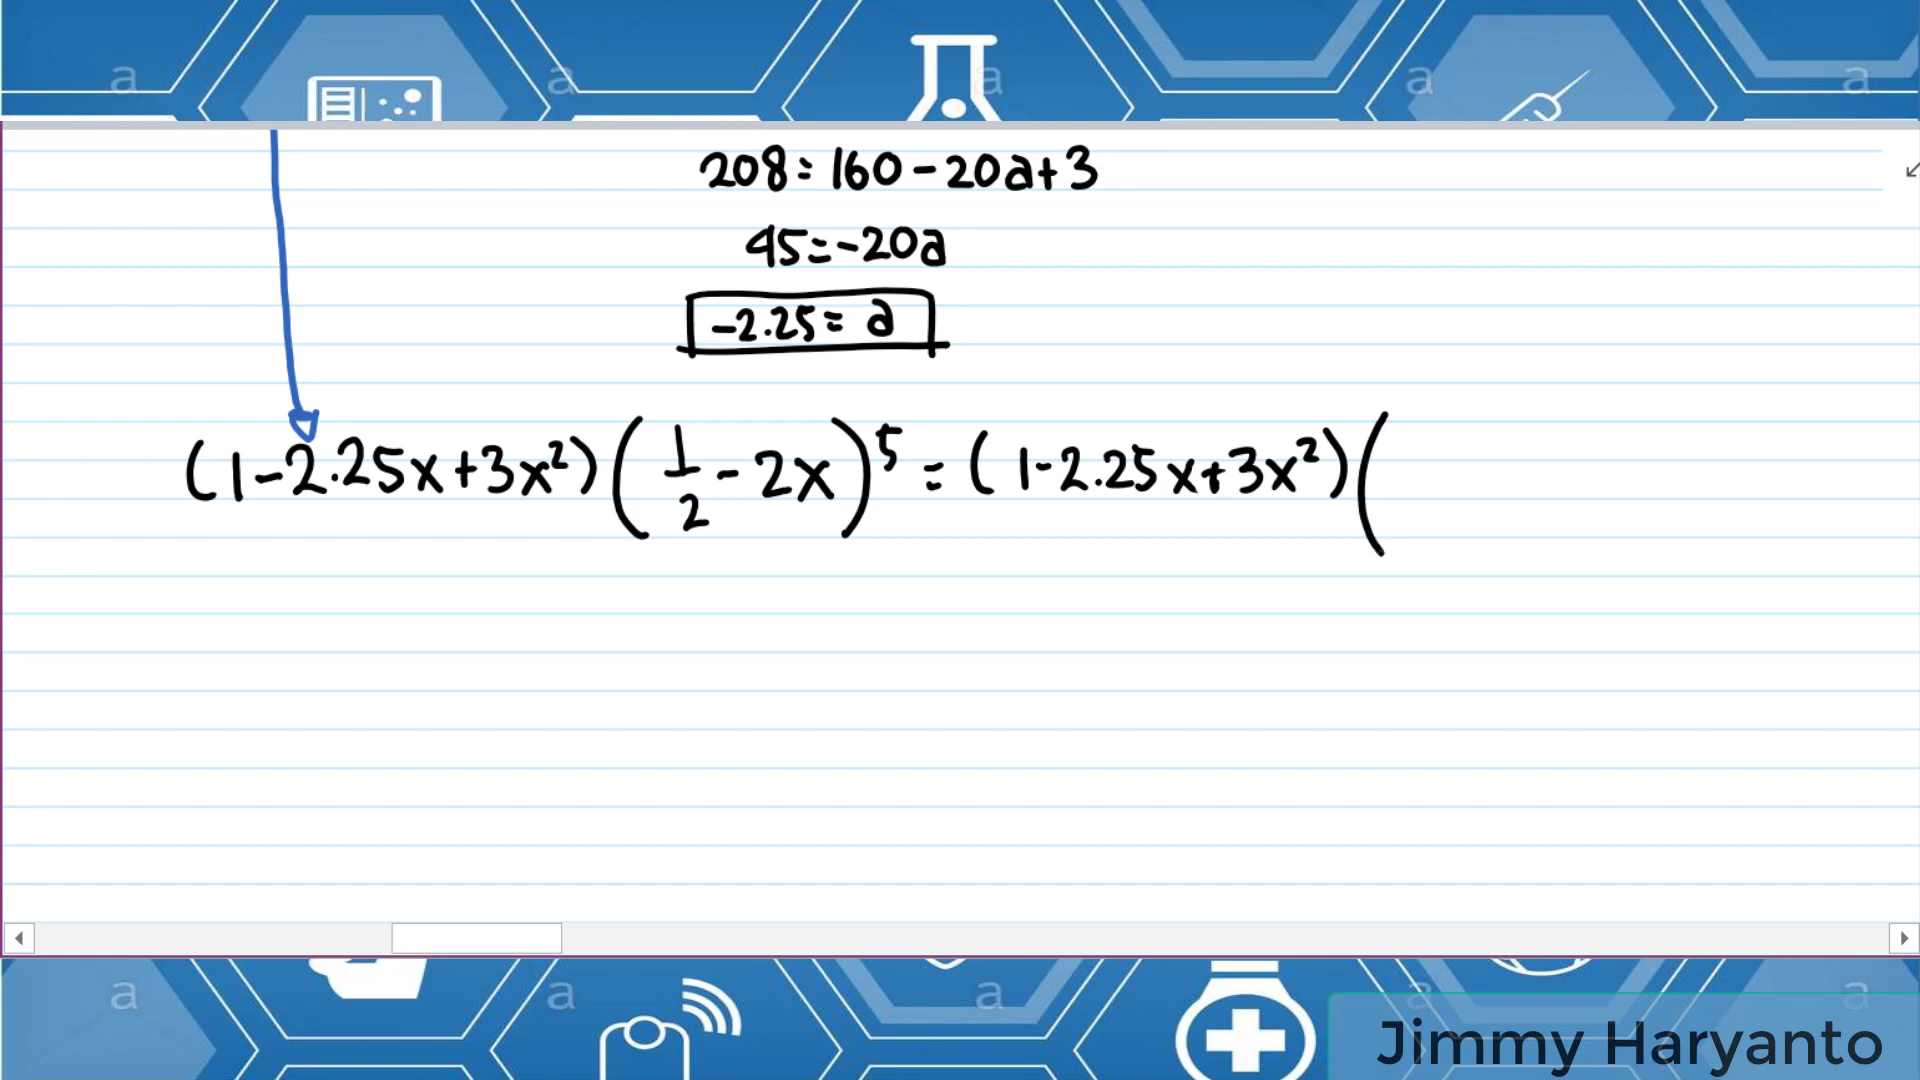 a a a a a
208 = 160 - 20a + 3
45 = -20a
-2.25 = a
(1 - 2.25x + 3x²)(1/2 - 2x)⁵ = (1 - 2.25x + 3x²)(
a a a a a
Jimmy Haryanto